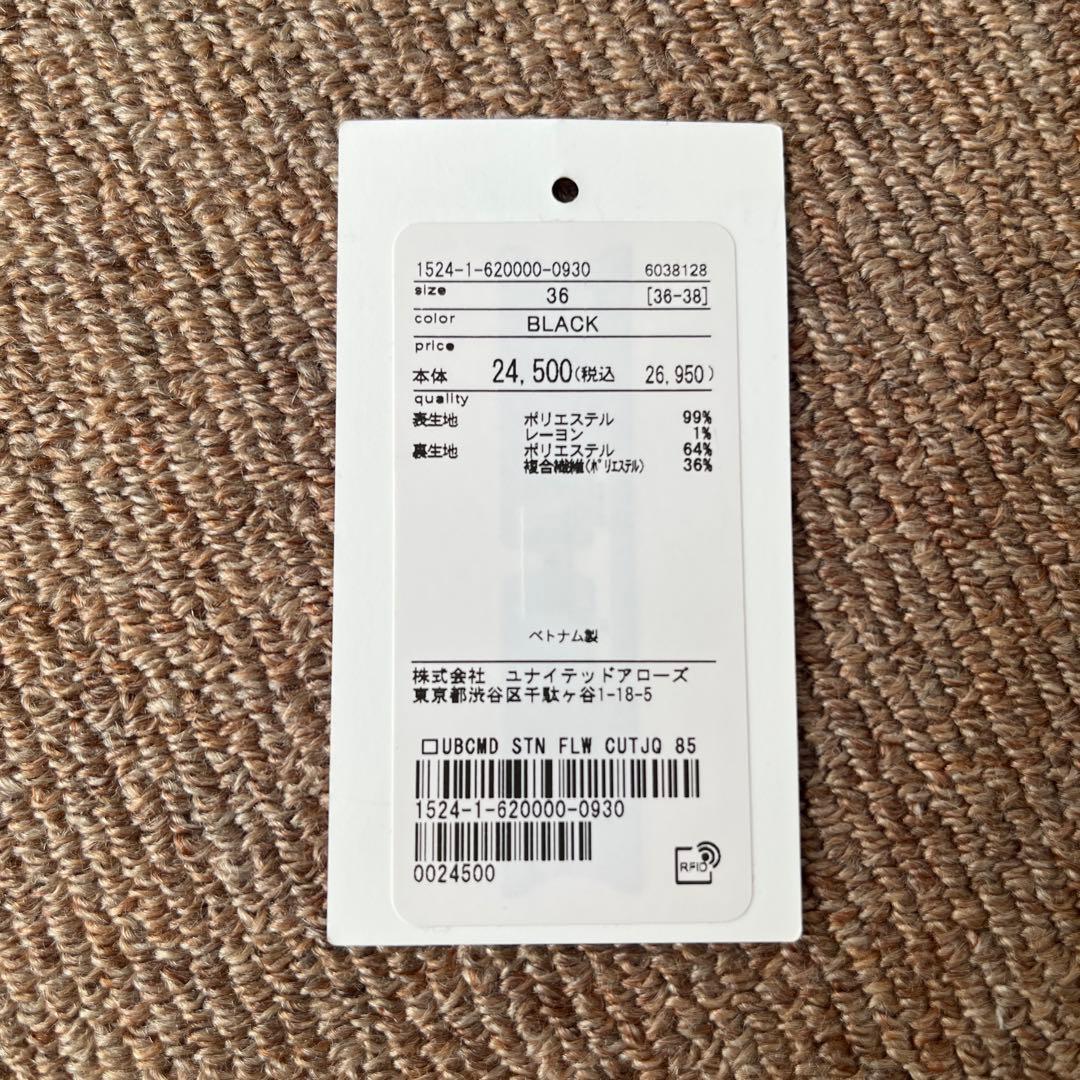 1524-1-620000-0930 6038128
size 36 [36-38]
color BLACK
price
本体 24,500(税込 26,950)
quality
表生地 ポリエステル 99%
レーヨン 1%
裏生地 ポリエステル 64%
複合繊維(ポリエステル) 36%
ベトナム製
株式会社 ユナイテッドアローズ
東京都渋谷区千駄ヶ谷1-18-5
□UBCMD STN FLW CUTJQ 85
1524-1-620000-0930
RFID
0024500